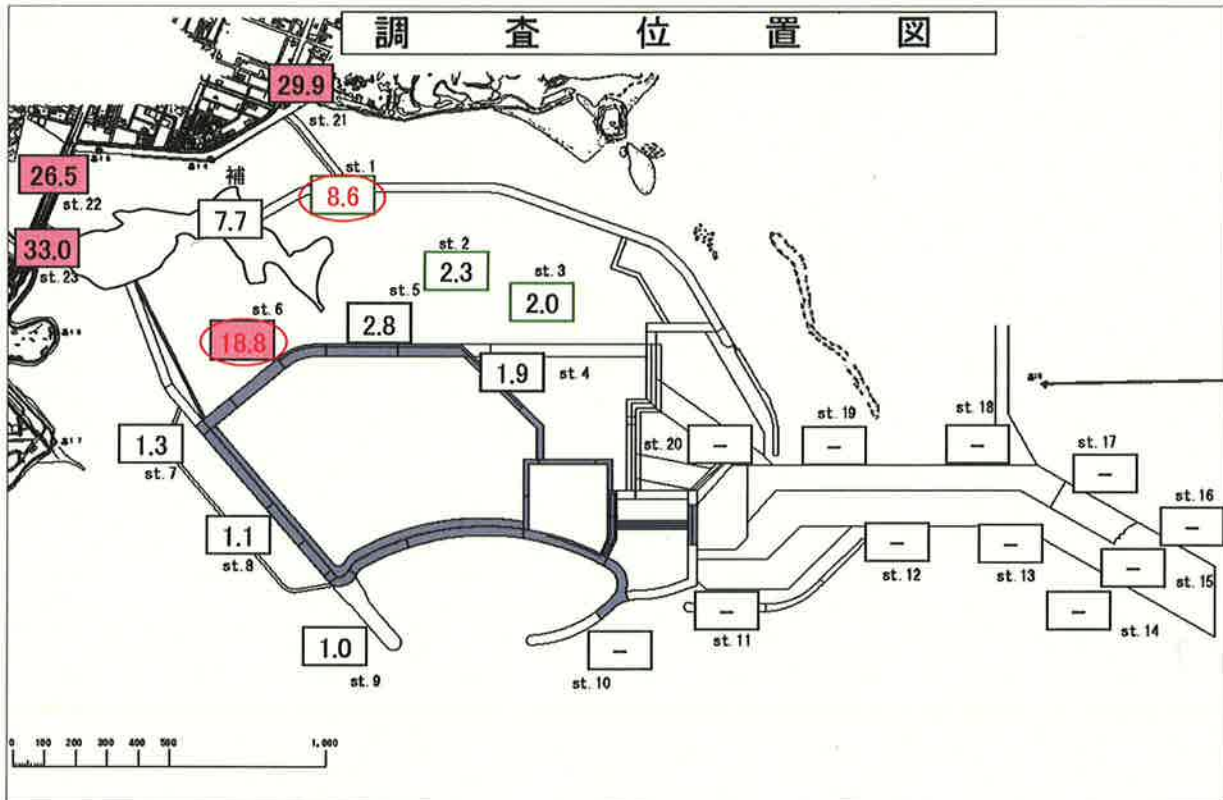 調査位置図
29.9
st. 21
26.5
st. 22
補
7.7
st. 1
8.6
33.0
st. 23
st. 2
2.3
st. 3
2.0
st. 6
18.8
st. 5
2.8
1.9
st. 4
1.3
st. 7
st. 20
－
st. 19
－
st. 18
－
st. 17
－
st. 16
－
1.1
st. 8
－
st. 12
－
st. 13
－
st. 15
－
st. 11
－
st. 14
1.0
st. 9
－
st. 10
0 100 200 300 400 500 1,000